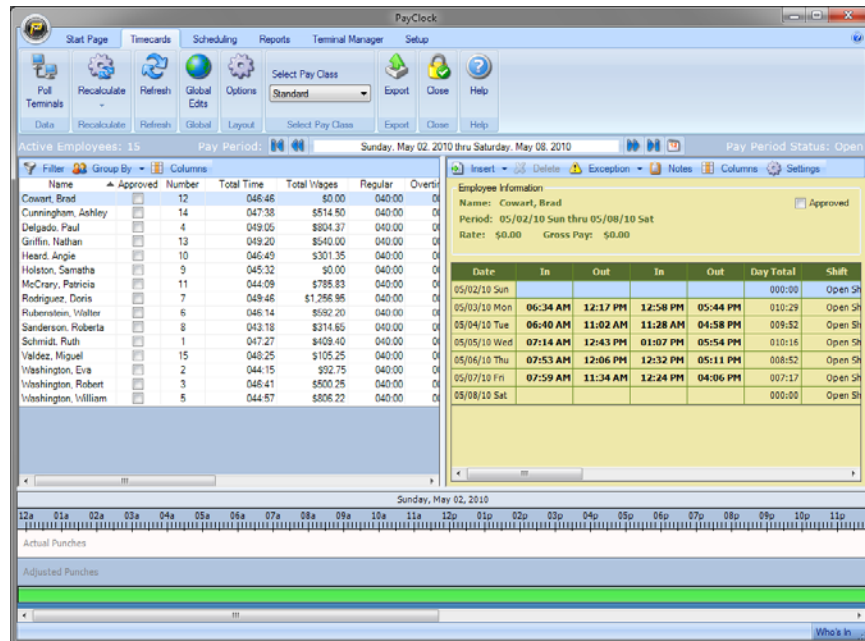 PayClock
Start Page Timecards Scheduling Reports Terminal Manager Setup
Poll Terminals Recalculate Refresh Global Edits Options Select Pay Class Standard Export Close Help
Data Recalculate Refresh Global Layout Select Pay Class Export Close Help
Active Employees: 15 Pay Period: Sunday, May 02, 2010 thru Saturday, May 08, 2010 Pay Period Status: Open
Filter Group By Columns
Name Approved Number Total Time Total Wages Regular Overtin
Cowart, Brad 12 046:46 $0.00 040:00 0
Cunningham, Ashley 14 047:38 $514.50 040:00 0
Delgado, Paul 4 049:05 $804.37 040:00 0
Griffin, Nathan 13 049:20 $540.00 040:00 0
Heard, Angie 10 046:49 $301.35 040:00 0
Holston, Samatha 9 045:32 $0.00 040:00 0
McCrary, Patricia 11 044:09 $785.83 040:00 0
Rodriguez, Doris 7 049:46 $1,256.95 040:00 0
Rubenstein, Walter 6 046:14 $592.20 040:00 0
Sanderson, Roberta 8 043:18 $314.65 040:00 0
Schmidt, Ruth 1 047:27 $409.40 040:00 0
Valdez, Miguel 15 048:25 $105.25 040:00 0
Washington, Eva 2 044:15 $92.75 040:00 0
Washington, Robert 3 046:41 $500.25 040:00 0
Washington, William 5 044:57 $806.22 040:00 0
Insert Delete Exception Notes Columns Settings
Employee Information
Name: Cowart, Brad Approved
Period: 05/02/10 Sun thru 05/08/10 Sat
Rate: $0.00 Gross Pay: $0.00
Date In Out In Out Day Total Shift
05/02/10 Sun 000:00 Open Sh
05/03/10 Mon 06:34 AM 12:17 PM 12:58 PM 05:44 PM 010:29 Open Sh
05/04/10 Tue 06:40 AM 11:02 AM 11:28 AM 04:58 PM 009:52 Open Sh
05/05/10 Wed 07:14 AM 12:43 PM 01:07 PM 05:54 PM 010:16 Open Sh
05/06/10 Thu 07:53 AM 12:06 PM 12:32 PM 05:11 PM 008:52 Open Sh
05/07/10 Fri 07:59 AM 11:34 AM 12:24 PM 04:06 PM 007:17 Open Sh
05/08/10 Sat 000:00 Open Sh
Sunday, May 02, 2010
12a 01a 02a 03a 04a 05a 06a 07a 08a 09a 10a 11a 12p 01p 02p 03p 04p 05p 06p 07p 08p 09p 10p 11p
Actual Punches
Adjusted Punches
Who's In